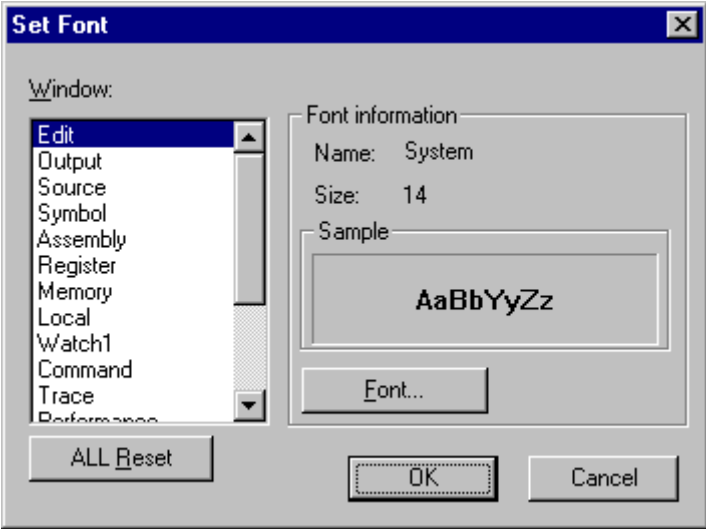 Set Font
Window:
Edit
Output
Source
Symbol
Assembly
Register
Memory
Local
Watch1
Command
Trace
Performance
ALL Reset
Font information
Name: System
Size: 14
Sample
AaBbYyZz
Font...
OK
Cancel